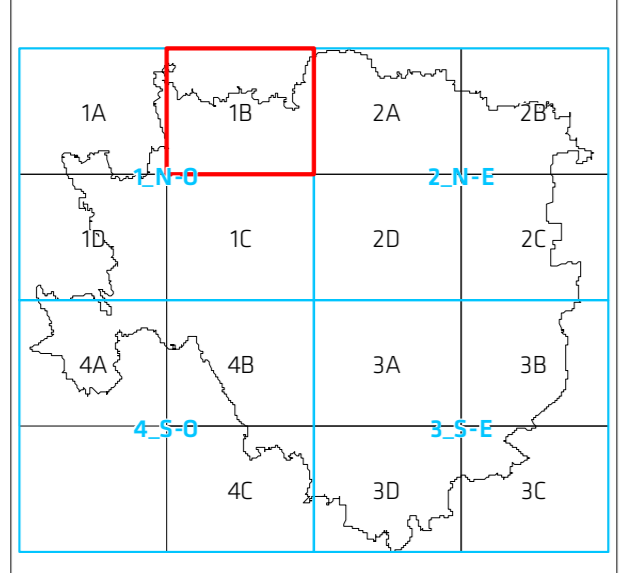 1A 1B 2A 2B
1_N-O 2_N-E
1D 1C 2D 2C
4A 4B 3A 3B
4_S-O 3_S-E
4C 3D 3C